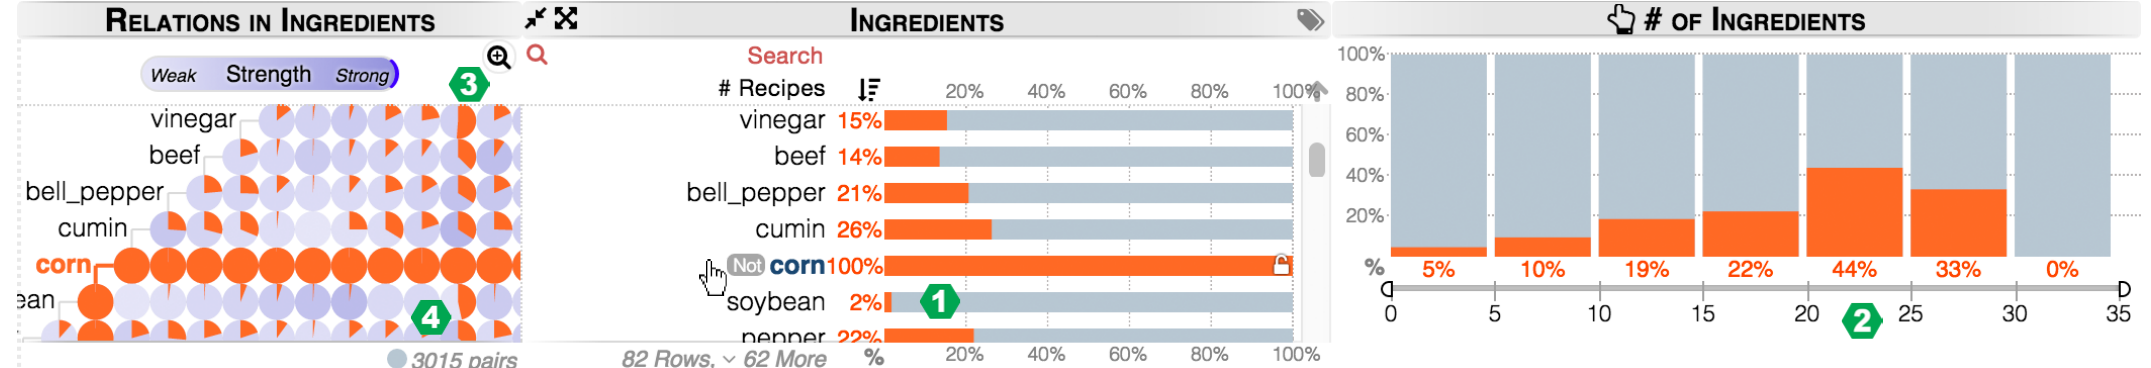 RELATIONS IN INGREDIENTS
Weak Strength Strong
3
vinegar
beef
bell_pepper
cumin
corn
ean
4
3015 pairs
INGREDIENTS
Search
# Recipes 20% 40% 60% 80% 100%
vinegar 15%
beef 14%
bell_pepper 21%
cumin 26%
Not corn 100%
soybean 2% 1
pepper 22%
82 Rows, 62 More % 20% 40% 60% 80% 100%
# OF INGREDIENTS
100%
80%
60%
40%
20%
% 5% 10% 19% 22% 44% 33% 0%
0 5 10 15 20 25 30 35
2